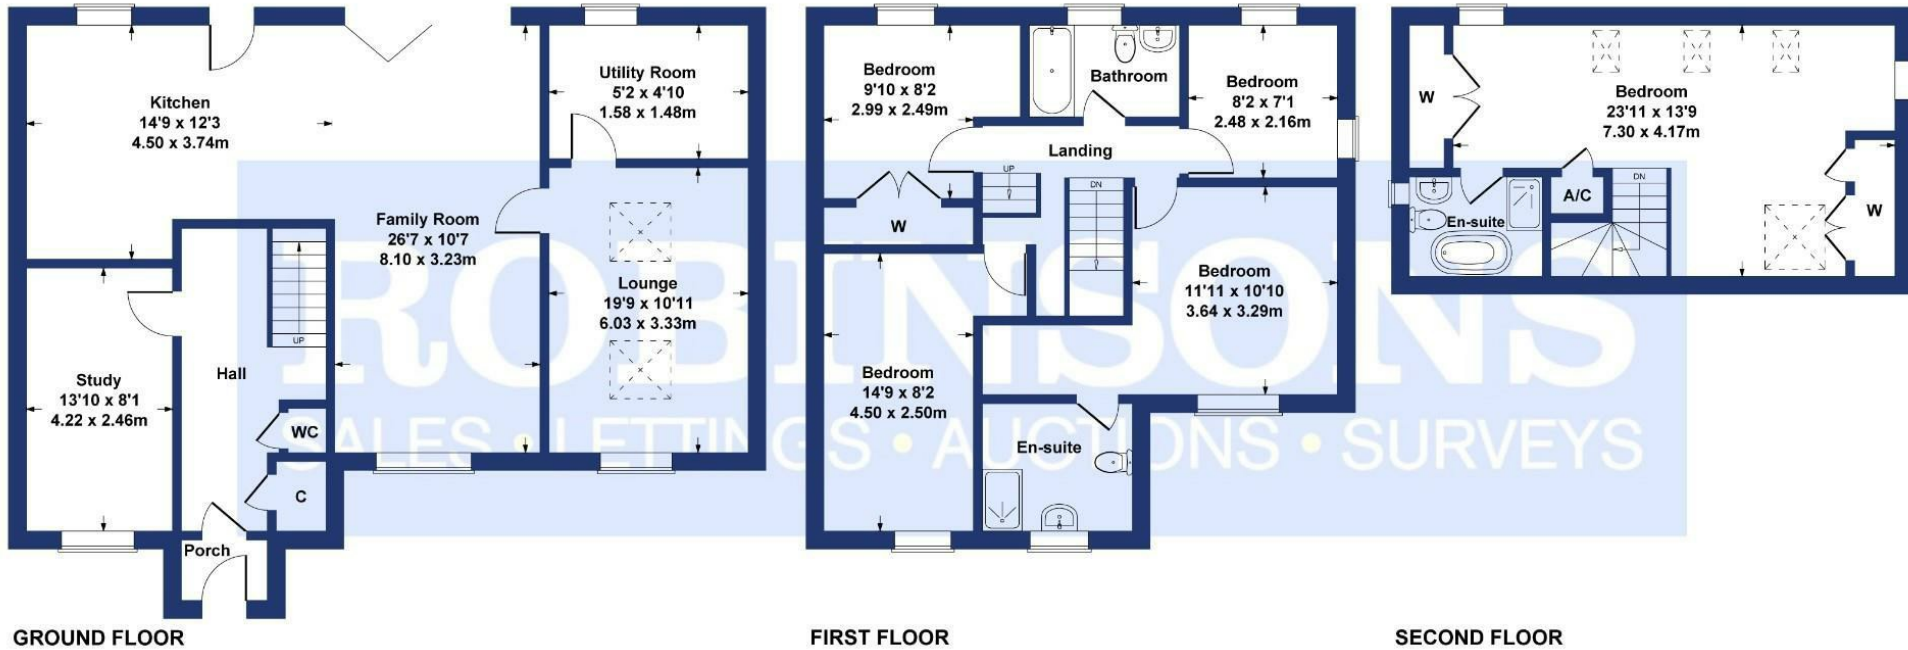 Kitchen
14'9 x 12'3
4.50 x 3.74m
Utility Room
5'2 x 4'10
1.58 x 1.48m
Family Room
26'7 x 10'7
8.10 x 3.23m
Lounge
19'9 x 10'11
6.03 x 3.33m
Hall
UP
Study
13'10 x 8'1
4.22 x 2.46m
WC
C
Porch
GROUND FLOOR
Bedroom
9'10 x 8'2
2.99 x 2.49m
Bathroom
Bedroom
8'2 x 7'1
2.48 x 2.16m
Landing
UP
DN
W
Bedroom
11'11 x 10'10
3.64 x 3.29m
Bedroom
14'9 x 8'2
4.50 x 2.50m
En-suite
FIRST FLOOR
W
Bedroom
23'11 x 13'9
7.30 x 4.17m
A/C
DN
En-suite
W
SECOND FLOOR
ROBINSONS
SALES • LETTINGS • AUCTIONS • SURVEYS